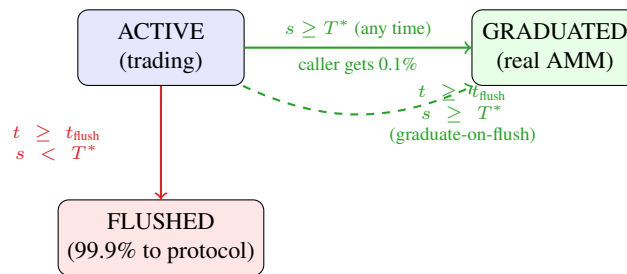 ACTIVE
(trading)
s ≥ T* (any time)
caller gets 0.1%
GRADUATED
(real AMM)
t ≥ t_flush
s ≥ T*
(graduate-on-flush)
t ≥ t_flush
s < T*
FLUSHED
(99.9% to protocol)